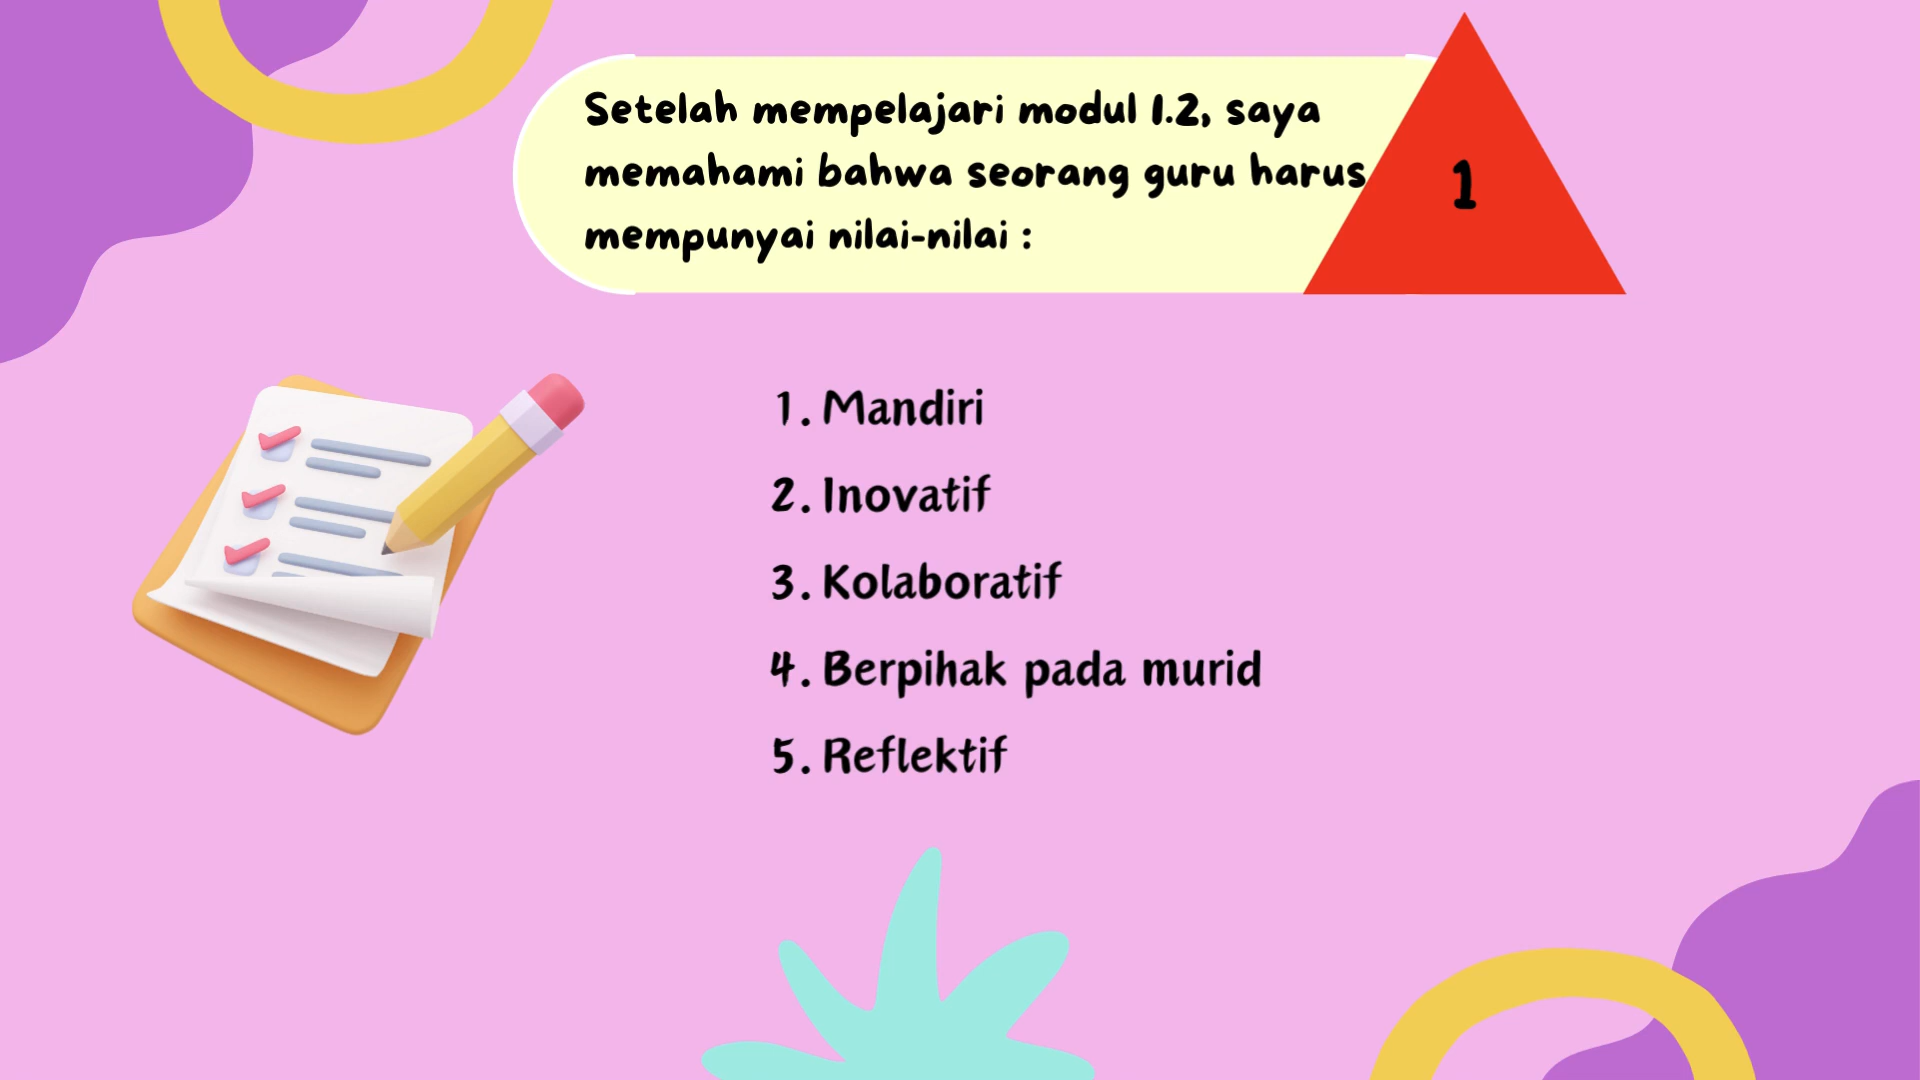 Setelah mempelajari modul 1.2, saya
memahami bahwa seorang guru harus
mempunyai nilai-nilai :
1
1. Mandiri
2. Inovatif
3. Kolaboratif
4. Berpihak pada murid
5. Reflektif